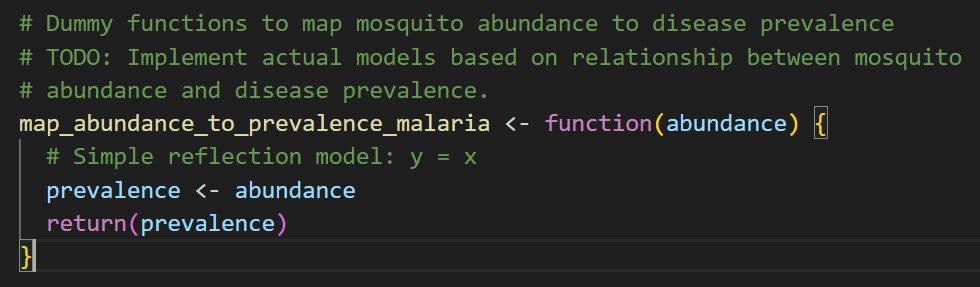 # Dummy functions to map mosquito abundance to disease prevalence
# TODO: Implement actual models based on relationship between mosquito
# abundance and disease prevalence.
map_abundance_to_prevalence_malaria <- function(abundance) {
  # Simple reflection model: y = x
  prevalence <- abundance
  return(prevalence)
}